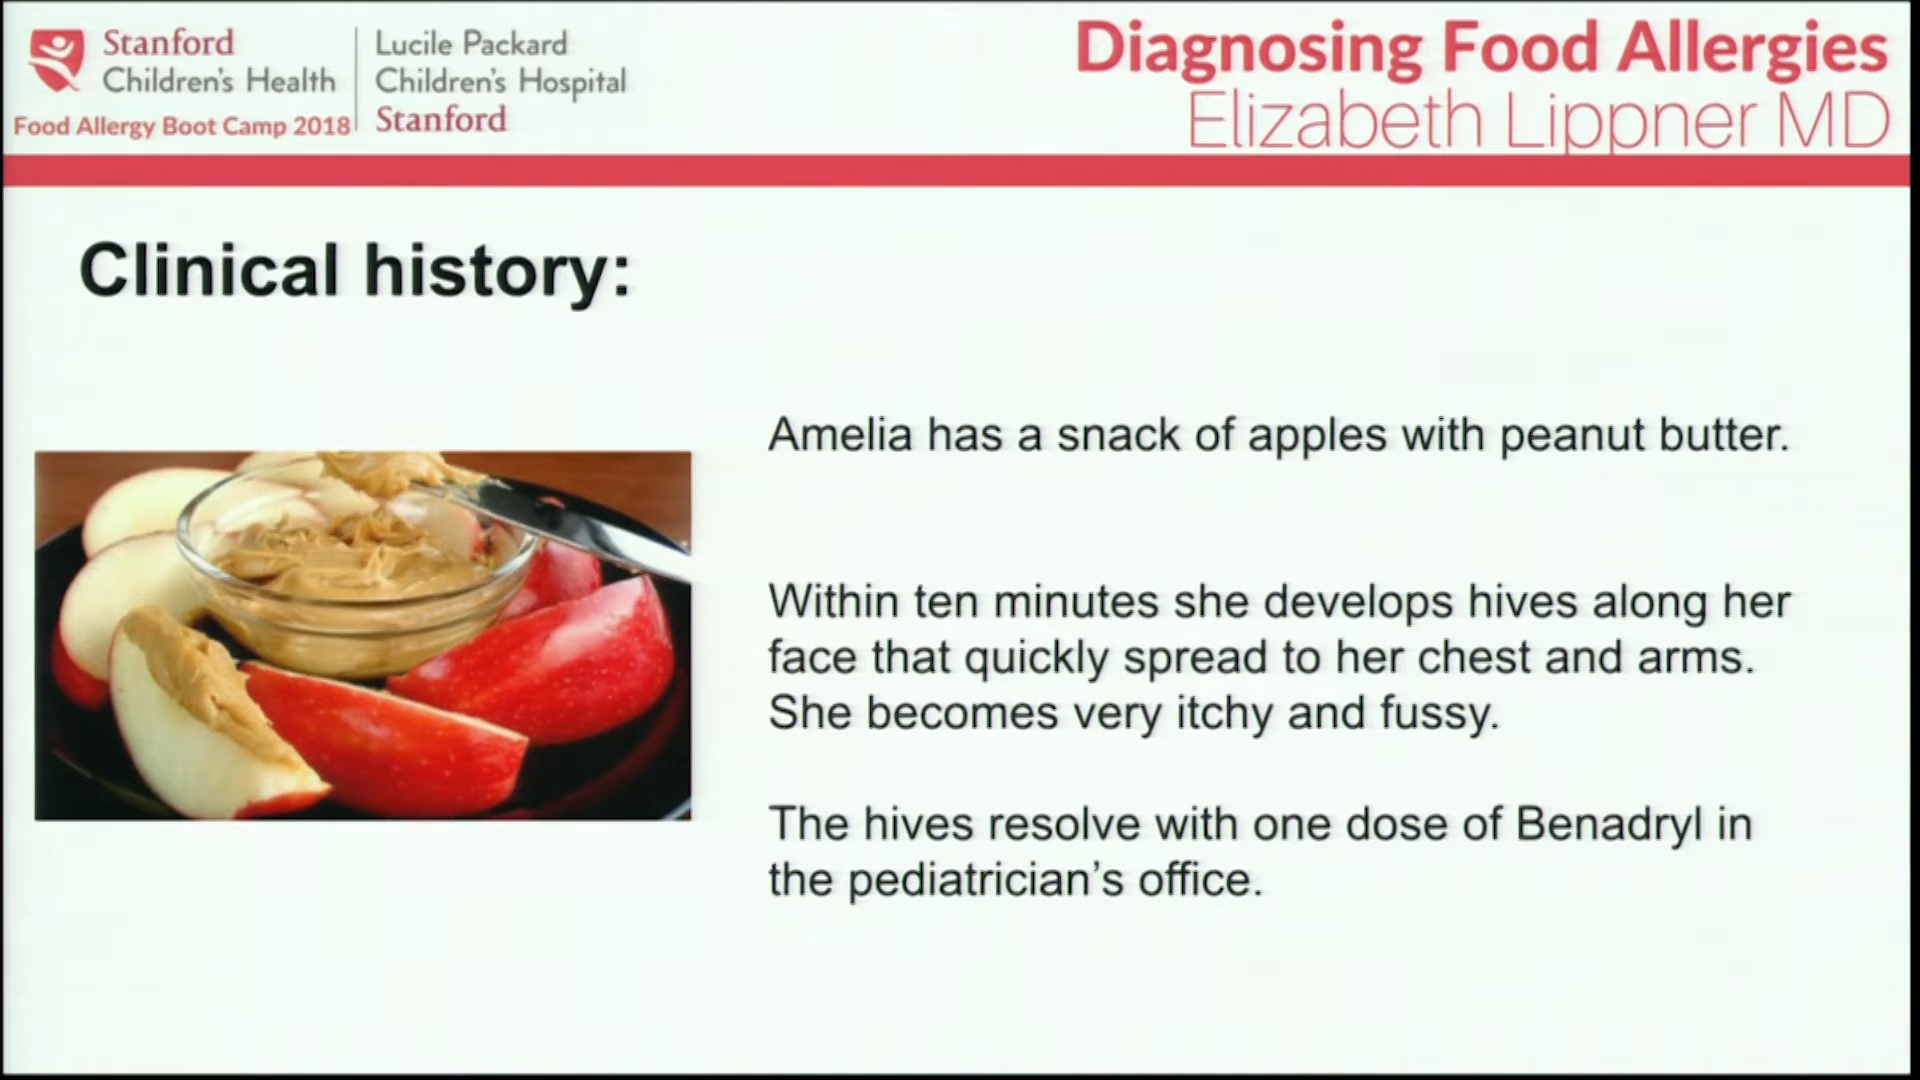 Stanford
Children's Health
Food Allergy Boot Camp 2018
Lucile Packard
Children's Hospital
Stanford
Diagnosing Food Allergies
Elizabeth Lippner MD
Clinical history:
Amelia has a snack of apples with peanut butter.
Within ten minutes she develops hives along her
face that quickly spread to her chest and arms.
She becomes very itchy and fussy.
The hives resolve with one dose of Benadryl in
the pediatrician’s office.